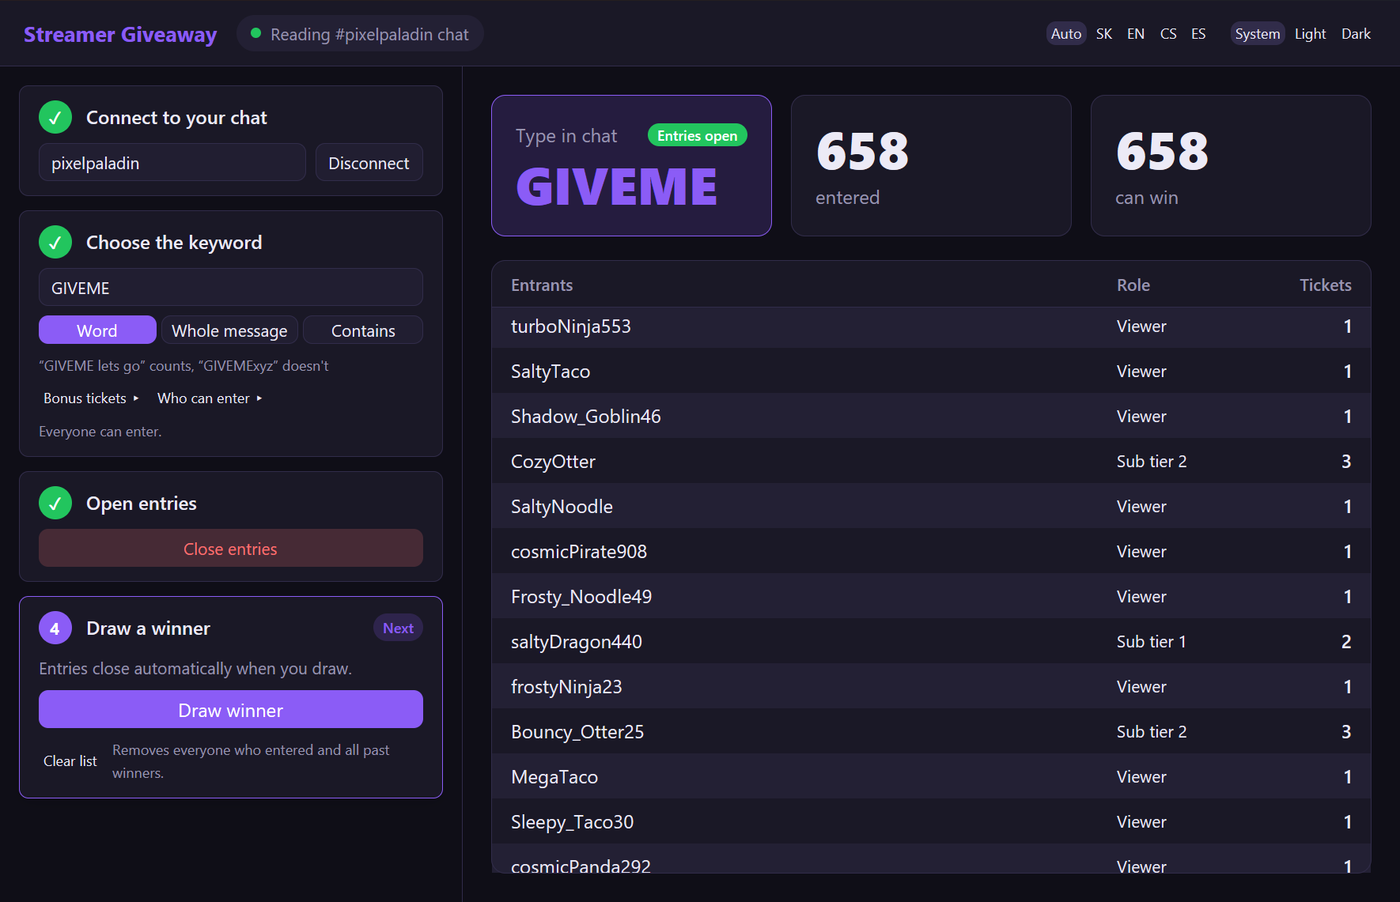 Streamer Giveaway
Reading #pixelpaladin chat
Auto SK EN CS ES System Light Dark
✓ Connect to your chat
pixelpaladin Disconnect
✓ Choose the keyword
GIVEME
Word Whole message Contains
“GIVEME lets go” counts, “GIVEMExyz” doesn't
Bonus tickets ▸ Who can enter ▸
Everyone can enter.
✓ Open entries
Close entries
4 Draw a winner Next
Entries close automatically when you draw.
Draw winner
Clear list
Removes everyone who entered and all past
winners.
Type in chat Entries open
GIVEME
658
entered
658
can win
Entrants Role Tickets
turboNinja553 Viewer 1
SaltyTaco Viewer 1
Shadow_Goblin46 Viewer 1
CozyOtter Sub tier 2 3
SaltyNoodle Viewer 1
cosmicPirate908 Viewer 1
Frosty_Noodle49 Viewer 1
saltyDragon440 Sub tier 1 2
frostyNinja23 Viewer 1
Bouncy_Otter25 Sub tier 2 3
MegaTaco Viewer 1
Sleepy_Taco30 Viewer 1
cosmicPanda292 Viewer 1